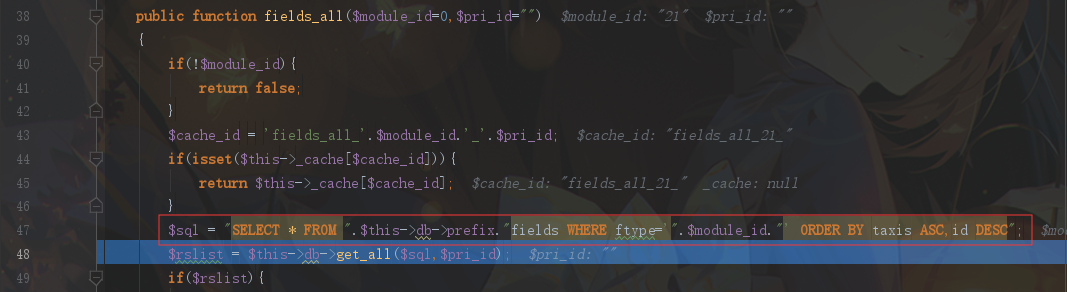 38 public function fields_all($module_id=0,$pri_id="") $module_id: "21" $pri_id: ""
39 {
40 if(!$module_id){
41 return false;
42 }
43 $cache_id = 'fields_all_'.$module_id.'_'.$pri_id; $cache_id: "fields_all_21_"
44 if(isset($this->_cache[$cache_id])){
45 return $this->_cache[$cache_id]; $cache_id: "fields_all_21_" _cache: null
46 }
47 $sql = "SELECT * FROM ".$this->db->prefix."fields WHERE ftype='".$module_id."' ORDER BY taxis ASC,id DESC"; $mo
48 $rslist = $this->db->get_all($sql,$pri_id); $pri_id: ""
49 if($rslist){